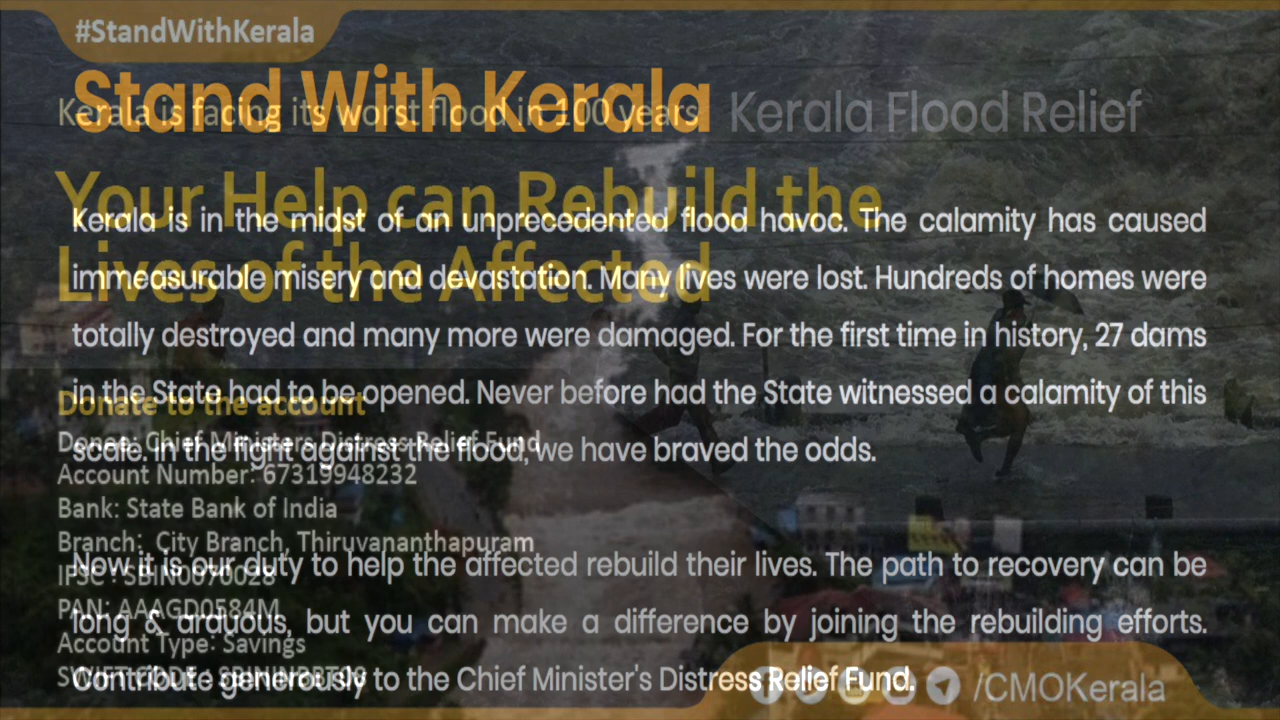 #StandWithKerala
Stand With Kerala Kerala Flood Relief
Kerala is facing its worst flood in 100 years
Your Help can Rebuild the
Lives of the Affected
Kerala is in the midst of an unprecedented flood havoc. The calamity has caused
immeasurable misery and devastation. Many lives were lost. Hundreds of homes were
totally destroyed and many more were damaged. For the first time in history, 27 dams
in the State had to be opened. Never before had the State witnessed a calamity of this
scale. In the fight against the flood, we have braved the odds.
Donate to the account
Donee: Chief Ministers Distress Relief Fund
Account Number: 67319948232
Bank: State Bank of India
Branch: City Branch, Thiruvananthapuram
IFSC : SBIN0070028
PAN: AAAGD0584M
Account Type: Savings
SWIFT CODE :
Now it is our duty to help the affected rebuild their lives. The path to recovery can be
long & arduous, but you can make a difference by joining the rebuilding efforts.
Contribute generously to the Chief Minister's Distress Relief Fund.
/CMOKerala